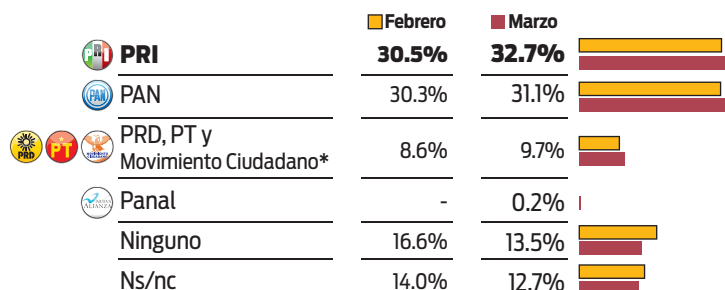 Febrero Marzo
PRI PRI 30.5% 32.7%
PAN PAN 30.3% 31.1%
PRD PT PRD, PT y
Movimiento Ciudadano* 8.6% 9.7%
ALIANZA Panal - 0.2%
Ninguno 16.6% 13.5%
Ns/nc 14.0% 12.7%